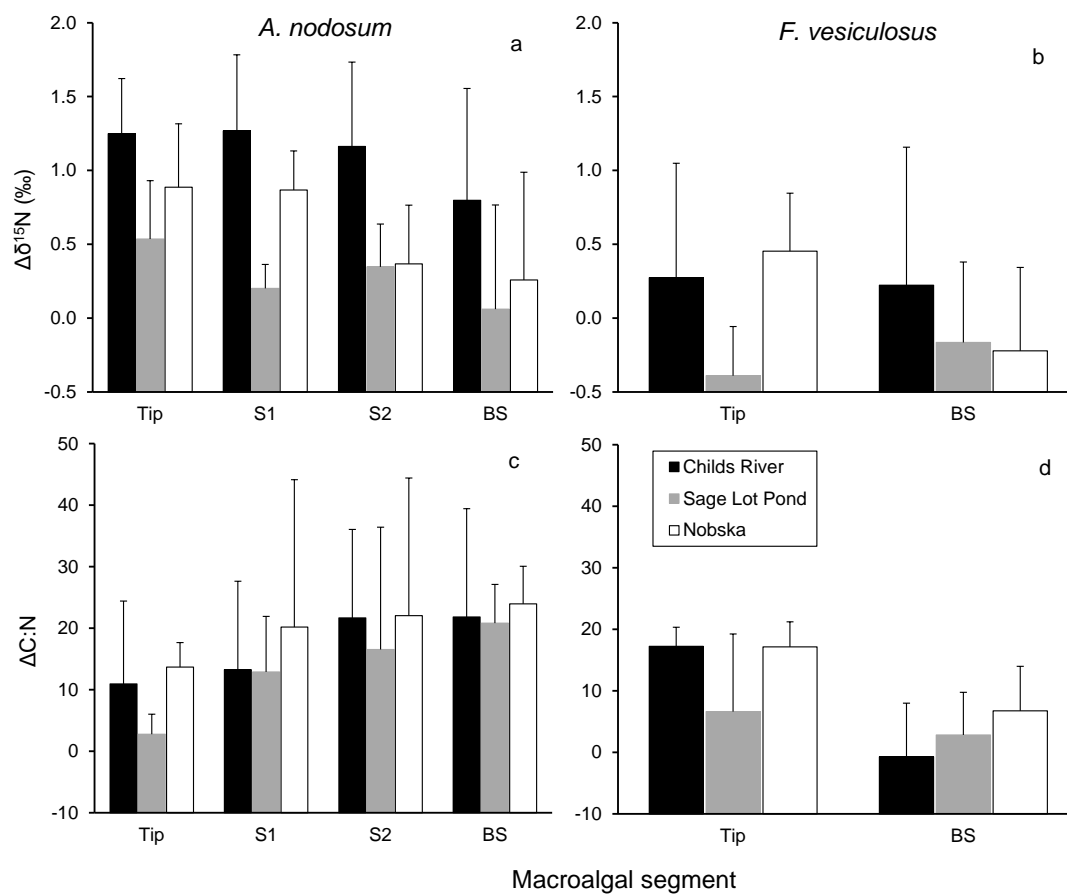 A. nodosum
F. vesiculosus
a
b
Δδ¹⁵N (‰)
2.0
1.5
1.0
0.5
0.0
-0.5
Tip S1 S2 BS
2.0
1.5
1.0
0.5
0.0
-0.5
Tip BS
c
d
ΔC:N
50
40
30
20
10
0
-10
Tip S1 S2 BS
50
40
30
20
10
0
-10
Childs River
Sage Lot Pond
Nobska
Tip BS
Macroalgal segment